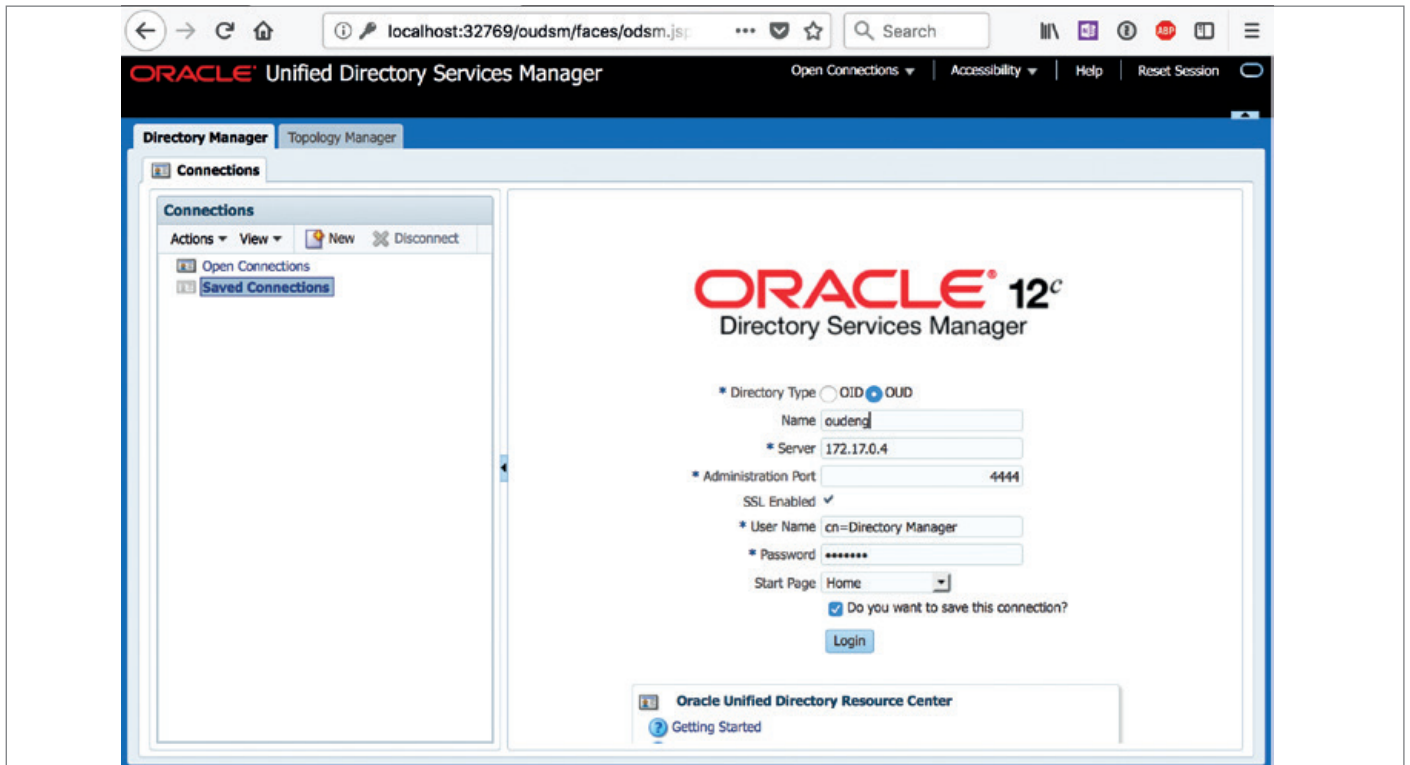 localhost:32769/oudsm/faces/odsm.jsp
Search
ABP
ORACLE Unified Directory Services Manager
Open Connections
Accessibility
Help
Reset Session
Directory Manager
Topology Manager
Connections
Connections
Actions
View
New
Disconnect
Open Connections
Saved Connections
ORACLE 12c
Directory Services Manager
* Directory Type OID OUD
Name oudeng
* Server 172.17.0.4
* Administration Port 4444
SSL Enabled
* User Name cn=Directory Manager
* Password •••••••
Start Page Home
Do you want to save this connection?
Login
Oracle Unified Directory Resource Center
Getting Started